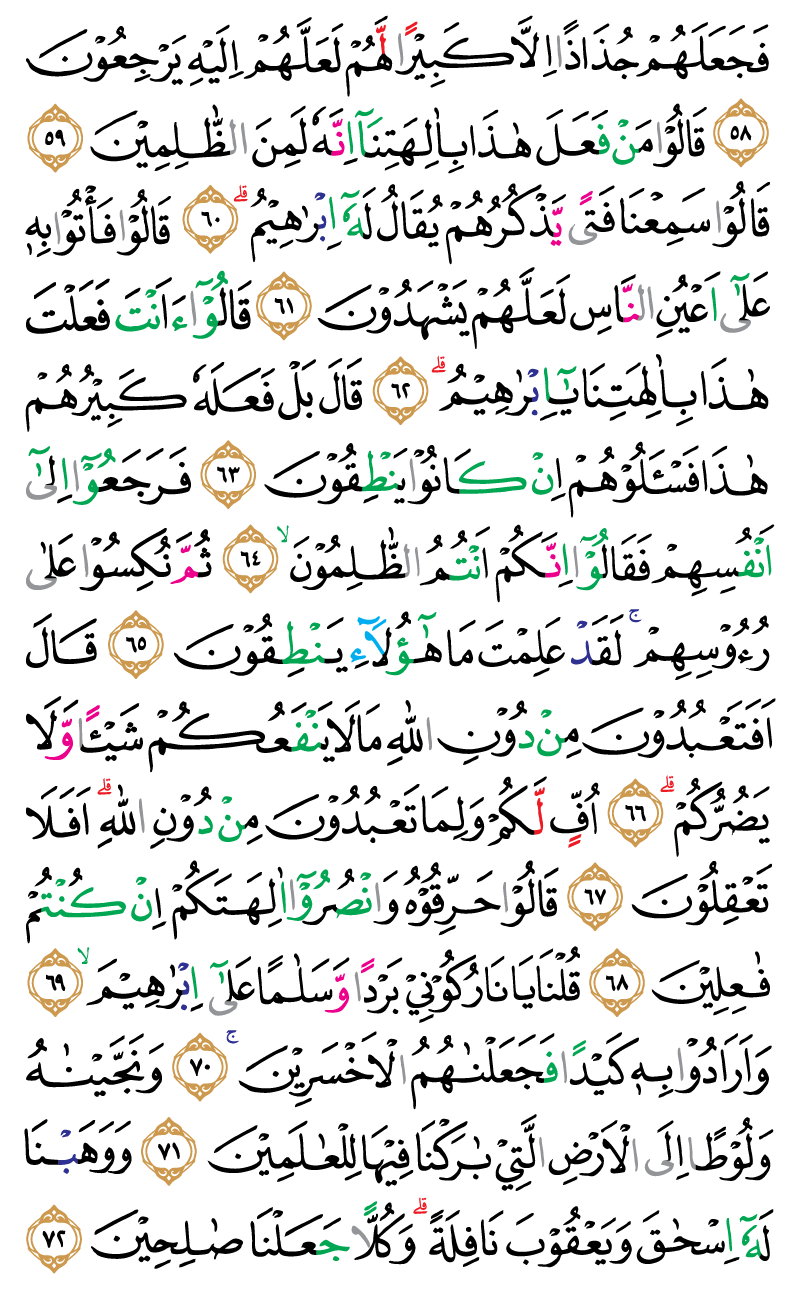 فَجَعَلَهُمْ جُذَاذًا اِلَّا كَبِيْرًا لَّهُمْ لَعَلَّهُمْ اِلَيْهِ يَرْجِعُوْنَ
٥٨ قَالُوْا مَنْ فَعَلَ هٰذَا بِاٰلِهَتِنَآ اِنَّهٗ لَمِنَ الظّٰلِمِيْنَ ٥٩
قَالُوْا سَمِعْنَا فَتًى يَّذْكُرُهُمْ يُقَالُ لَهٗٓ اِبْرٰهِيْمُ ۗ ٦٠ قَالُوْا فَأْتُوْا بِهٖ
عَلٰٓى اَعْيُنِ النَّاسِ لَعَلَّهُمْ يَشْهَدُوْنَ ٦١ قَالُوْٓا ءَاَنْتَ فَعَلْتَ
هٰذَا بِاٰلِهَتِنَا يٰٓاِبْرٰهِيْمُ ۗ ٦٢ قَالَ بَلْ فَعَلَهٗ كَبِيْرُهُمْ
هٰذَا فَسْـَٔلُوْهُمْ اِنْ كَانُوْا يَنْطِقُوْنَ ٦٣ فَرَجَعُوْٓا اِلٰٓى
اَنْفُسِهِمْ فَقَالُوْٓا اِنَّكُمْ اَنْتُمُ الظّٰلِمُوْنَ ۙ ٦٤ ثُمَّ نُكِسُوْا عَلٰى
رُءُوْسِهِمْ ۚ لَقَدْ عَلِمْتَ مَا هٰٓؤُلَاۤءِ يَنْطِقُوْنَ ٦٥ قَالَ
اَفَتَعْبُدُوْنَ مِنْ دُوْنِ اللّٰهِ مَا لَا يَنْفَعُكُمْ شَيْـًٔا وَّلَا
يَضُرُّكُمْ ۗ ٦٦ اُفٍّ لَّكُمْ وَلِمَا تَعْبُدُوْنَ مِنْ دُوْنِ اللّٰهِ ۗ اَفَلَا
تَعْقِلُوْنَ ٦٧ قَالُوْا حَرِّقُوْهُ وَانْصُرُوْٓا اٰلِهَتَكُمْ اِنْ كُنْتُمْ
فٰعِلِيْنَ ٦٨ قُلْنَا يَا نَارُ كُوْنِيْ بَرْدًا وَّسَلٰمًا عَلٰٓى اِبْرٰهِيْمَ ۙ ٦٩
وَاَرَادُوْا بِهٖ كَيْدًا فَجَعَلْنٰهُمُ الْاَخْسَرِيْنَ ۚ ٧٠ وَنَجَّيْنٰهُ
وَلُوْطًا اِلَى الْاَرْضِ الَّتِيْ بٰرَكْنَا فِيْهَا لِلْعٰلَمِيْنَ ٧١ وَوَهَبْنَا
لَهٗٓ اِسْحٰقَ وَيَعْقُوْبَ نَافِلَةً ۗ وَكُلًّا جَعَلْنَا صٰلِحِيْنَ ٧٢